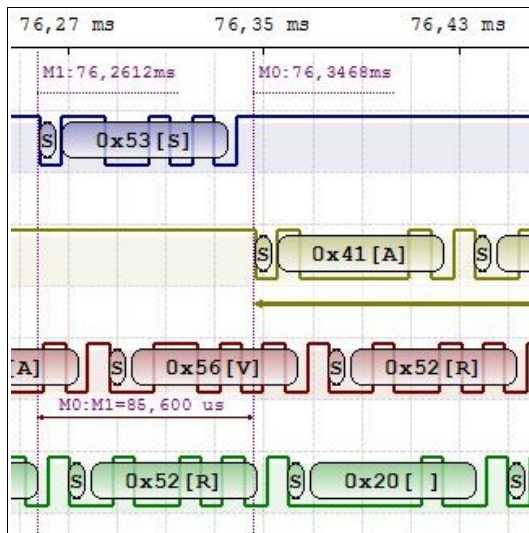 76,27 ms 76,35 ms 76,43 ms
M1:76,2612ms M0:76,3468ms
S 0x53[S]
S 0x41[A] S
[A] S 0x56[V] S 0x52[R]
M0:M1=85,600 us
S 0x52[R] S 0x20[ ] S